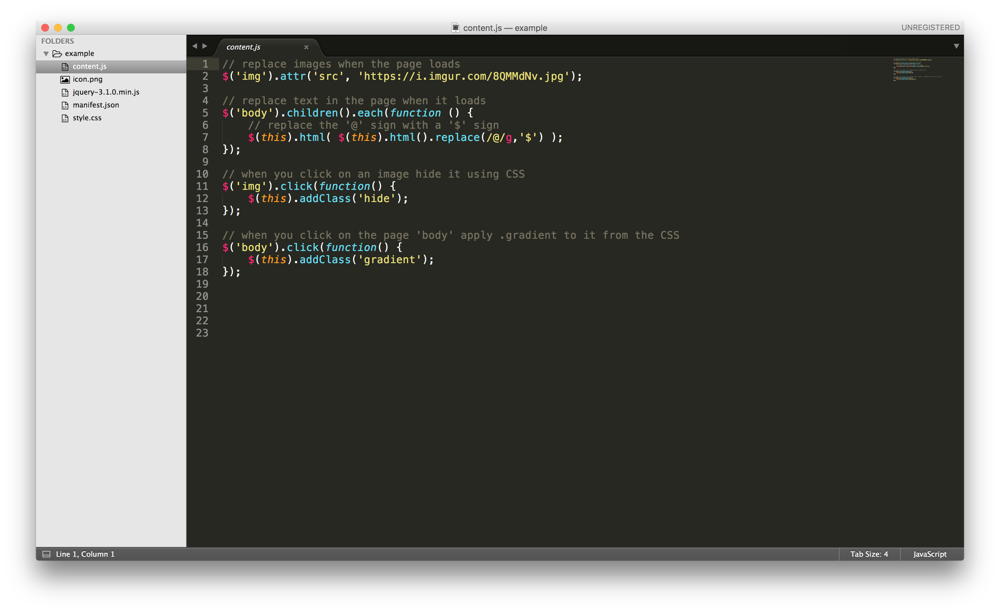 content.js — example
UNREGISTERED
FOLDERS
example
content.js
icon.png
jquery-3.1.0.min.js
manifest.json
style.css
content.js
1 // replace images when the page loads
2 $('img').attr('src', 'https://i.imgur.com/8QMMdNv.jpg');
3
4 // replace text in the page when it loads
5 $('body').children().each(function () {
6     // replace the '@' sign with a '$' sign
7     $(this).html( $(this).html().replace(/@/g,'$') );
8 });
9
10 // when you click on an image hide it using CSS
11 $('img').click(function() {
12     $(this).addClass('hide');
13 });
14
15 // when you click on the page 'body' apply .gradient to it from the CSS
16 $('body').click(function() {
17     $(this).addClass('gradient');
18 });
19
20
21
22
23
Line 1, Column 1
Tab Size: 4
JavaScript